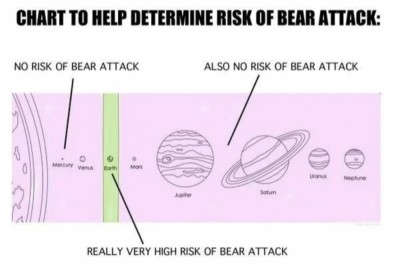 CHART TO HELP DETERMINE RISK OF BEAR ATTACK:
NO RISK OF BEAR ATTACK
ALSO NO RISK OF BEAR ATTACK
Mercury
Venus
Earth
Mars
Jupiter
Saturn
Uranus
Neptune
REALLY VERY HIGH RISK OF BEAR ATTACK